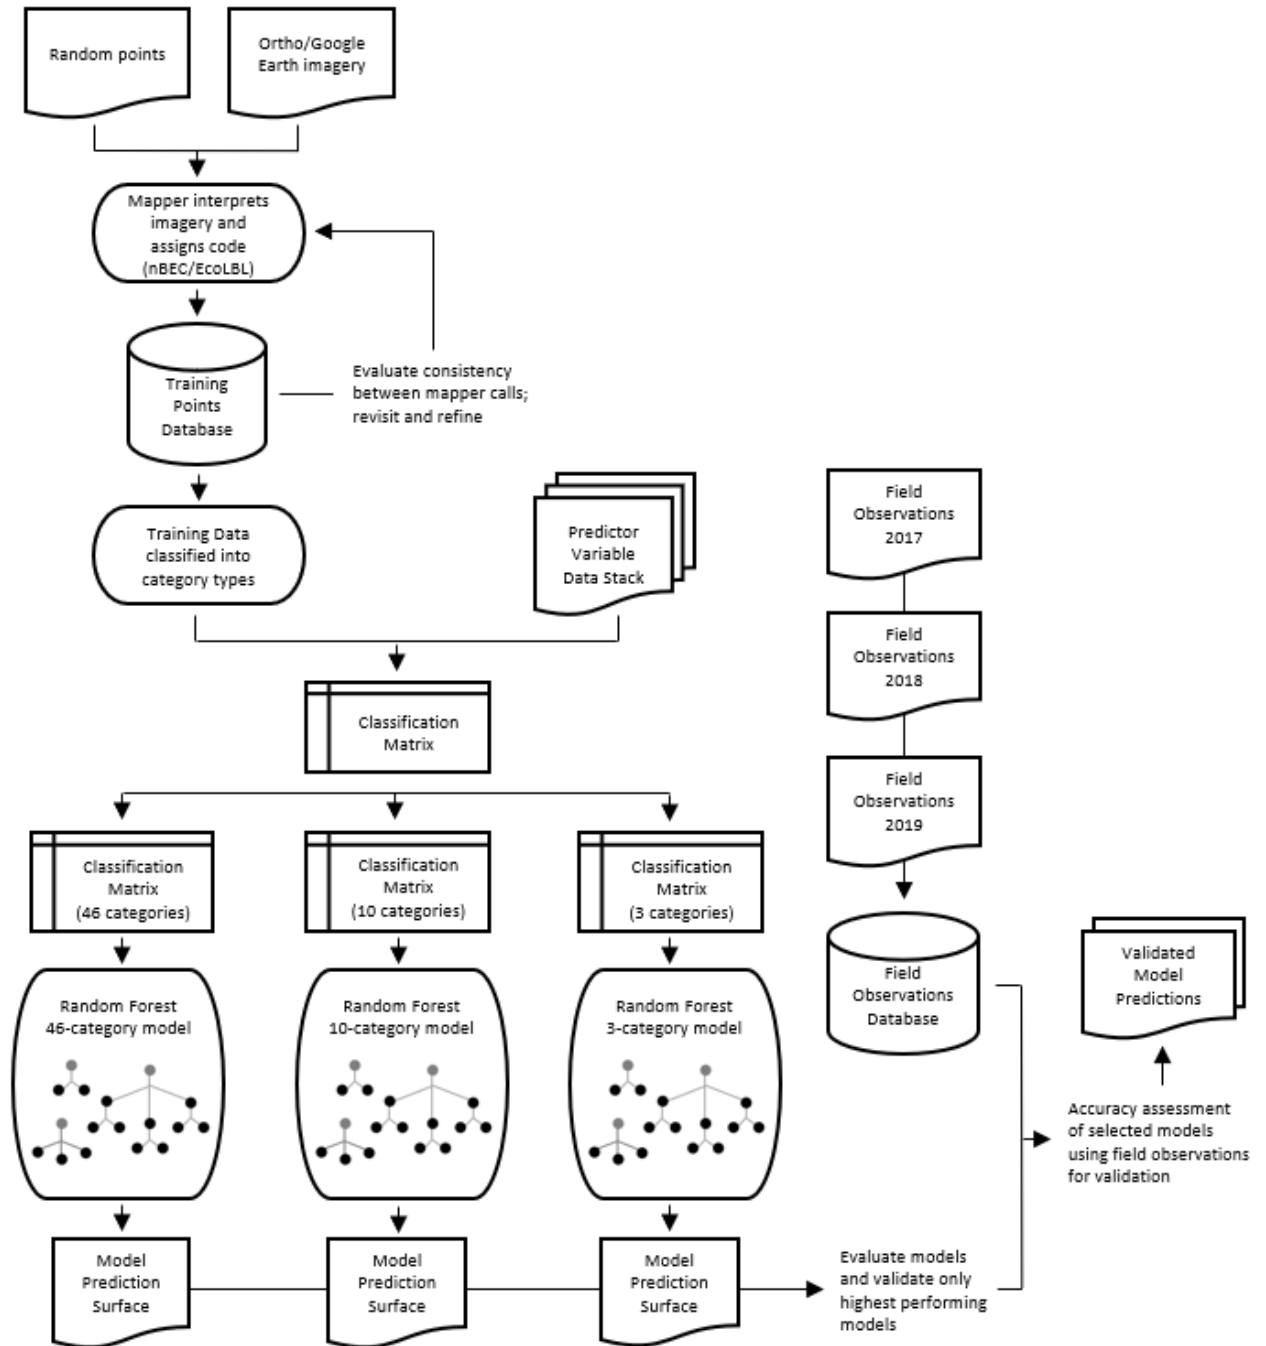 Random points
Ortho/Google
Earth imagery
Mapper interprets
imagery and
assigns code
(nBEC/EcoLBL)
Training
Points
Database
Evaluate consistency
between mapper calls;
revisit and refine
Training Data
classified into
category types
Predictor
Variable
Data Stack
Field
Observations
2017
Field
Observations
2018
Field
Observations
2019
Classification
Matrix
Classification
Matrix
(46 categories)
Classification
Matrix
(10 categories)
Classification
Matrix
(3 categories)
Field
Observations
Database
Validated
Model
Predictions
Random Forest
46-category model
Random Forest
10-category model
Random Forest
3-category model
Accuracy assessment
of selected models
using field observations
for validation
Model
Prediction
Surface
Model
Prediction
Surface
Model
Prediction
Surface
Evaluate models
and validate only
highest performing
models